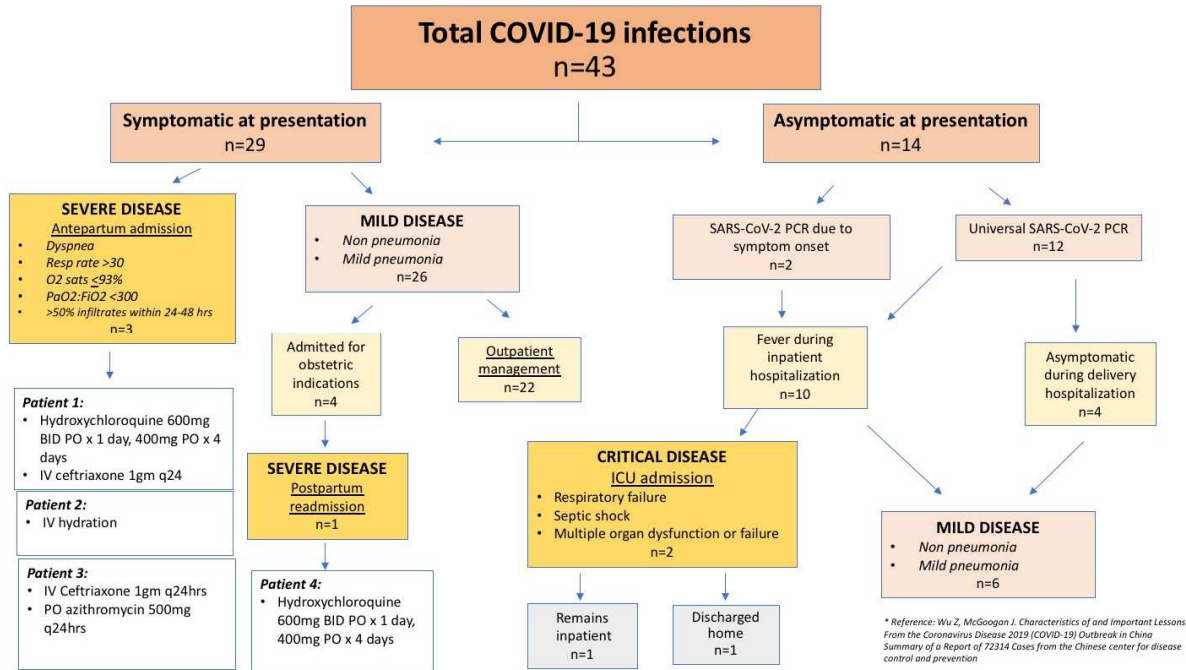 Total COVID-19 infections
n=43
Symptomatic at presentation
n=29
Asymptomatic at presentation
n=14
SEVERE DISEASE
Antepartum admission
• Dyspnea
• Resp rate >30
• O2 sats ≤93%
• PaO2:FiO2 <300
• >50% infiltrates within 24-48 hrs
n=3
MILD DISEASE
• Non pneumonia
• Mild pneumonia
n=26
SARS-CoV-2 PCR due to
symptom onset
n=2
Universal SARS-CoV-2 PCR
n=12
Admitted for
obstetric
indications
n=4
Outpatient
management
n=22
Fever during
inpatient
hospitalization
n=10
Asymptomatic
during delivery
hospitalization
n=4
Patient 1:
• Hydroxychloroquine 600mg
BID PO x 1 day, 400mg PO x 4
days
• IV ceftriaxone 1gm q24
Patient 2:
• IV hydration
Patient 3:
• IV Ceftriaxone 1gm q24hrs
• PO azithromycin 500mg
q24hrs
SEVERE DISEASE
Postpartum
readmission
n=1
Patient 4:
• Hydroxychloroquine
600mg BID PO x 1 day,
400mg PO x 4 days
CRITICAL DISEASE
ICU admission
• Respiratory failure
• Septic shock
• Multiple organ dysfunction or failure
n=2
Remains
inpatient
n=1
Discharged
home
n=1
MILD DISEASE
• Non pneumonia
• Mild pneumonia
n=6
* Reference: Wu Z, McGoogan J. Characteristics of and Important Lessons
From the Coronavirus Disease 2019 (COVID-19) Outbreak in China
Summary of a Report of 72314 Cases from the Chinese center for disease
control and prevention